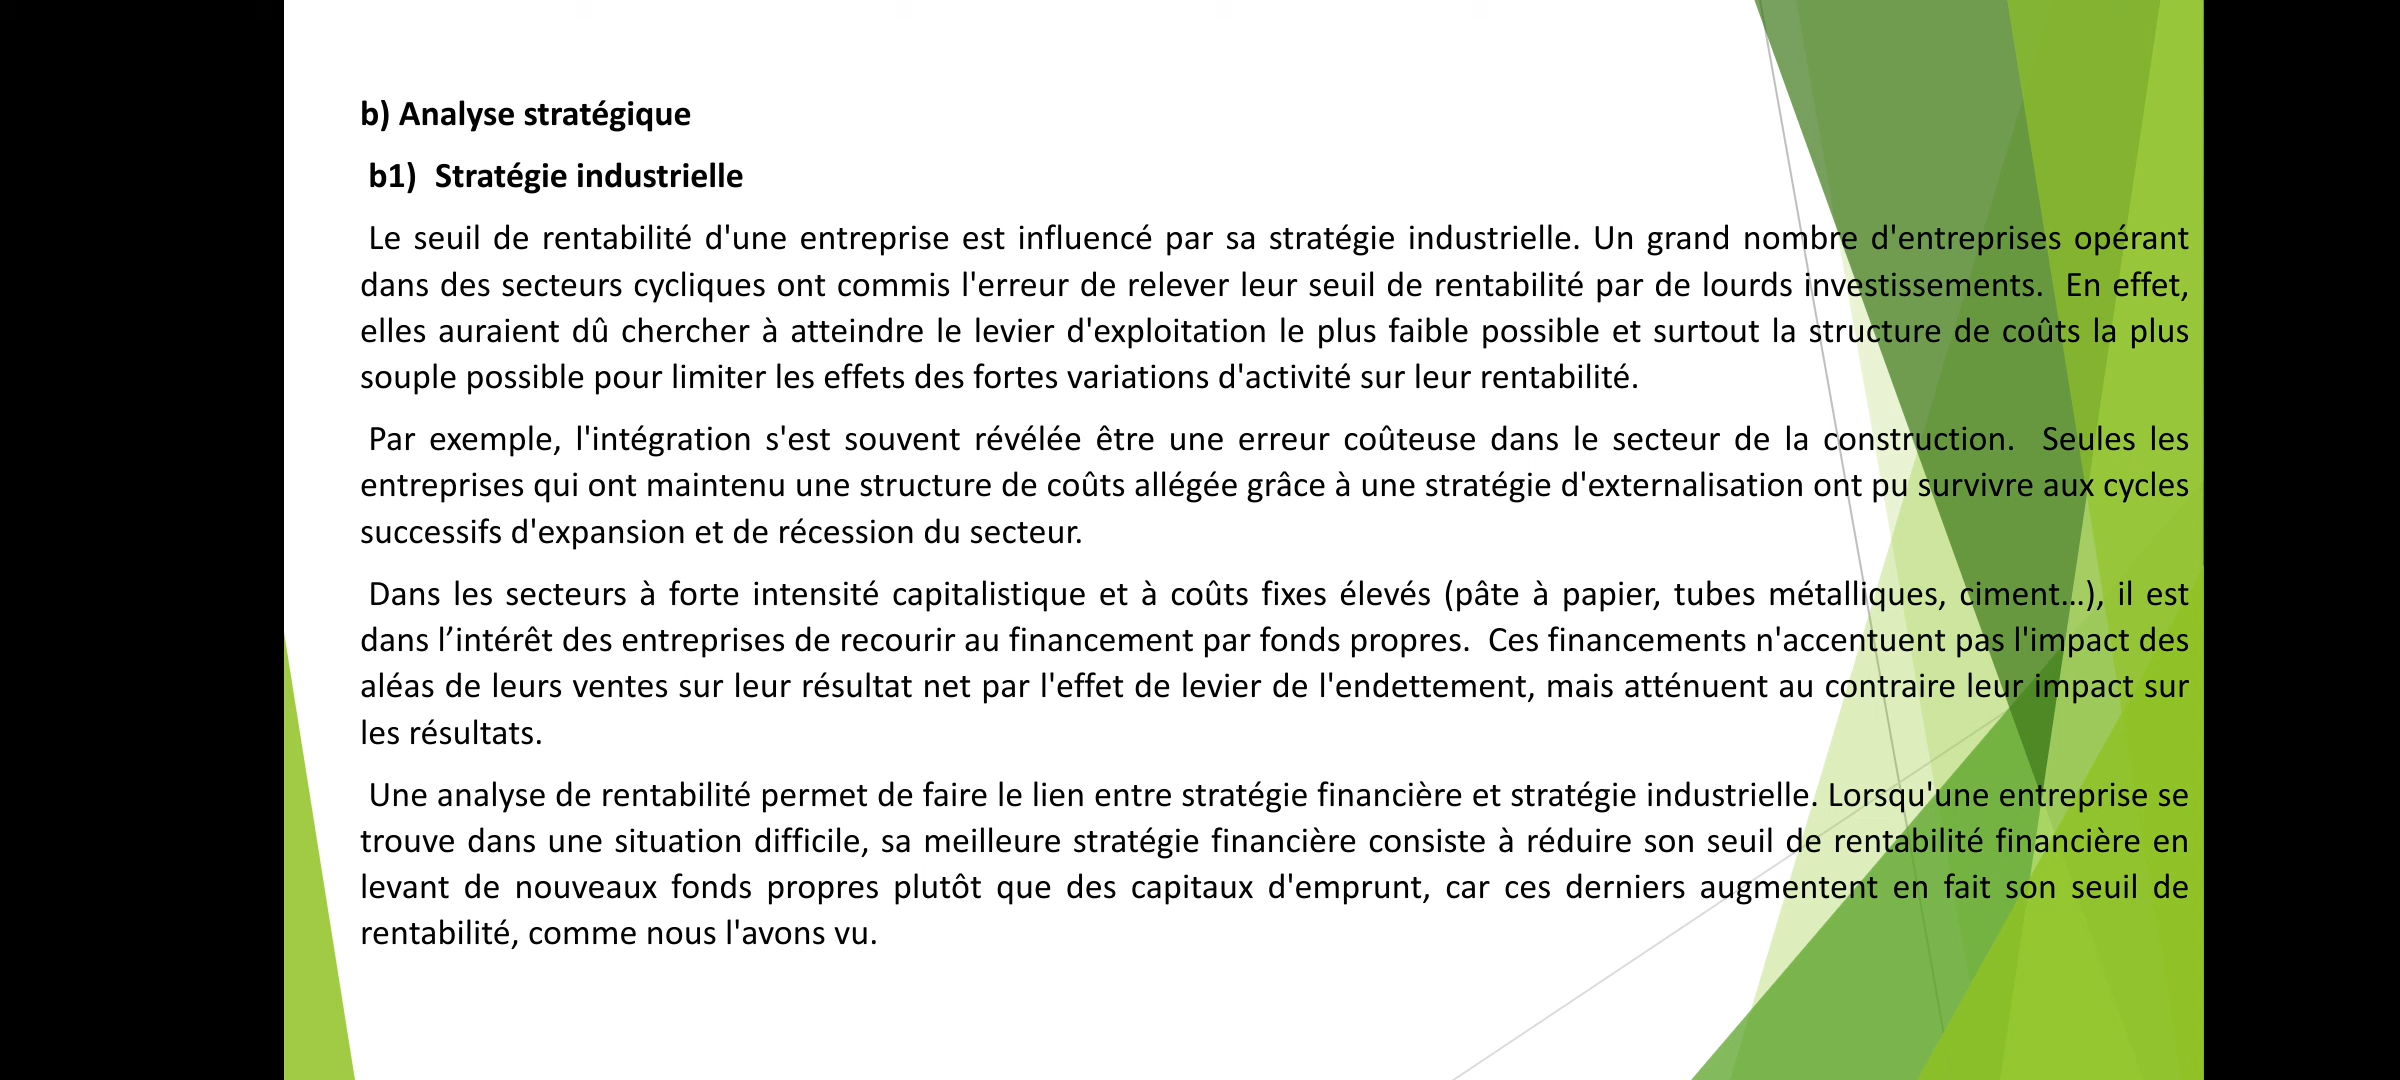 b) Analyse stratégique
b1) Stratégie industrielle
Le seuil de rentabilité d'une entreprise est influencé par sa stratégie industrielle. Un grand nombre d'entreprises opérant
dans des secteurs cycliques ont commis l'erreur de relever leur seuil de rentabilité par de lourds investissements. En effet,
elles auraient dû chercher à atteindre le levier d'exploitation le plus faible possible et surtout la structure de coûts la plus
souple possible pour limiter les effets des fortes variations d'activité sur leur rentabilité.
Par exemple, l'intégration s'est souvent révélée être une erreur coûteuse dans le secteur de la construction. Seules les
entreprises qui ont maintenu une structure de coûts allégée grâce à une stratégie d'externalisation ont pu survivre aux cycles
successifs d'expansion et de récession du secteur.
Dans les secteurs à forte intensité capitalistique et à coûts fixes élevés (pâte à papier, tubes métalliques, ciment…), il est
dans l’intérêt des entreprises de recourir au financement par fonds propres. Ces financements n'accentuent pas l'impact des
aléas de leurs ventes sur leur résultat net par l'effet de levier de l'endettement, mais atténuent au contraire leur impact sur
les résultats.
Une analyse de rentabilité permet de faire le lien entre stratégie financière et stratégie industrielle. Lorsqu'une entreprise se
trouve dans une situation difficile, sa meilleure stratégie financière consiste à réduire son seuil de rentabilité financière en
levant de nouveaux fonds propres plutôt que des capitaux d'emprunt, car ces derniers augmentent en fait son seuil de
rentabilité, comme nous l'avons vu.